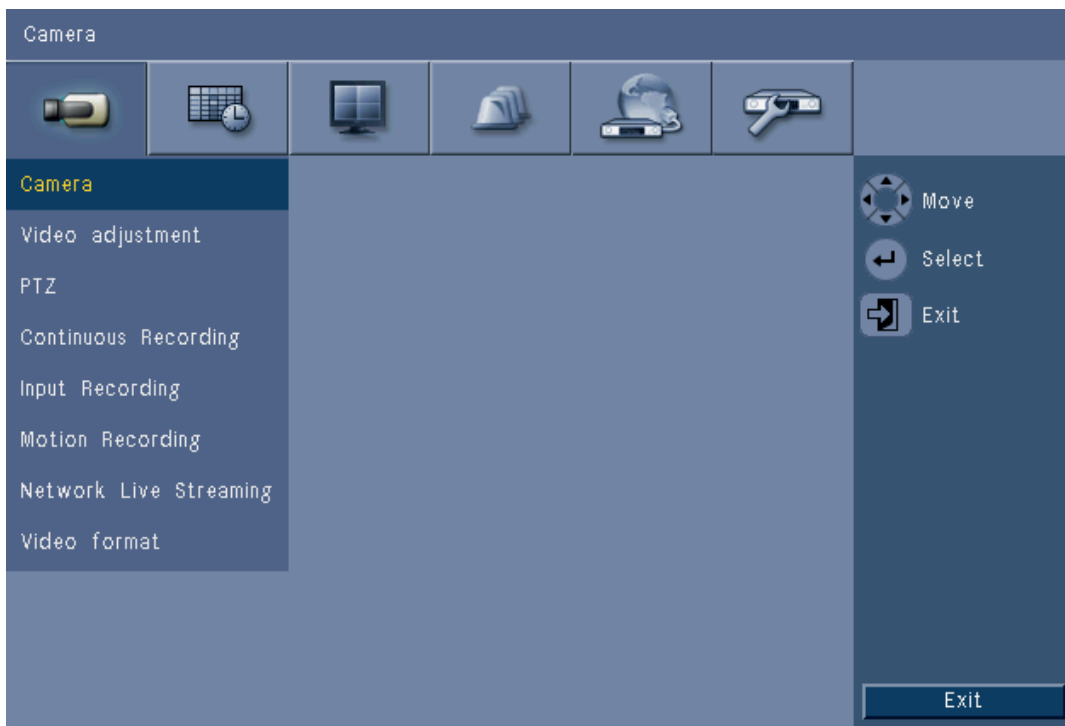 Camera
Camera
Video adjustment
PTZ
Continuous Recording
Input Recording
Motion Recording
Network Live Streaming
Video format
Move
Select
Exit
Exit